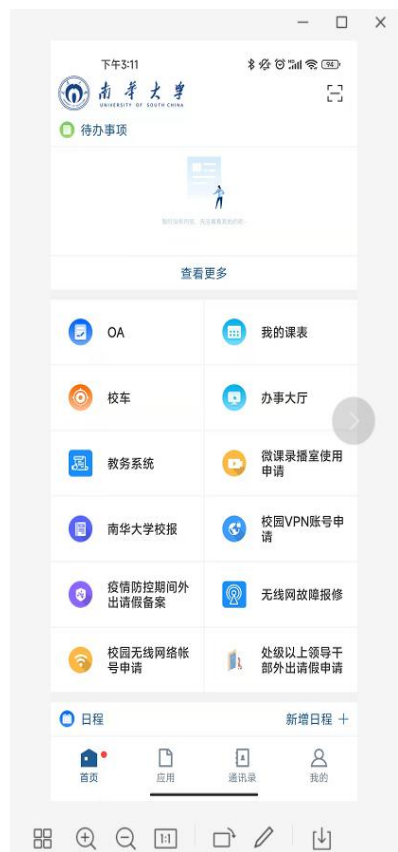 下午3:11
94
南华大学
UNIVERSITY OF SOUTH CHINA
待办事项
查看更多
OA
我的课表
校车
办事大厅
教务系统
微课录播室使用
申请
南华大学校报
校园VPN账号申
请
疫情防控期间外
出请假备案
无线网故障报修
校园无线网络帐
号申请
处级以上领导干
部外出请假申请
日程
新增日程 +
首页
应用
通讯录
我的
1:1